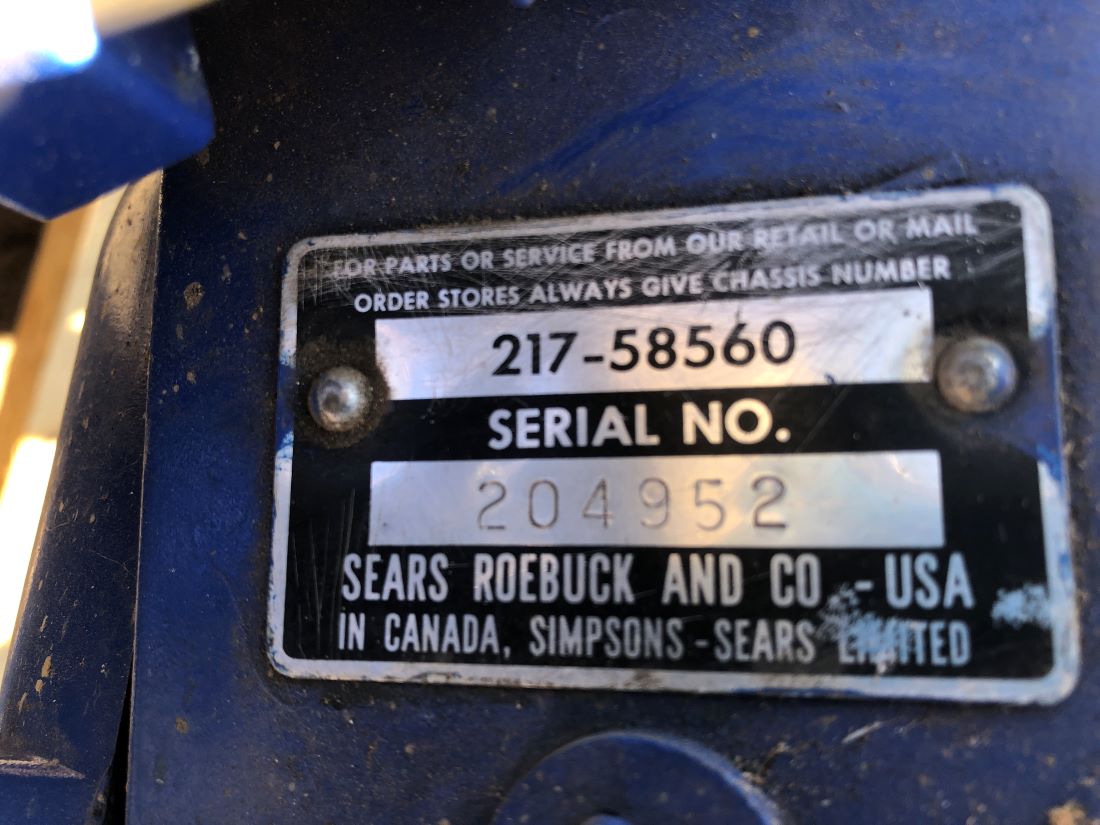 FOR PARTS OR SERVICE FROM OUR RETAIL OR MAIL
ORDER STORES ALWAYS GIVE CHASSIS NUMBER
217-58560
SERIAL NO.
204952
SEARS ROEBUCK AND CO - USA
IN CANADA, SIMPSONS - SEARS LIMITED